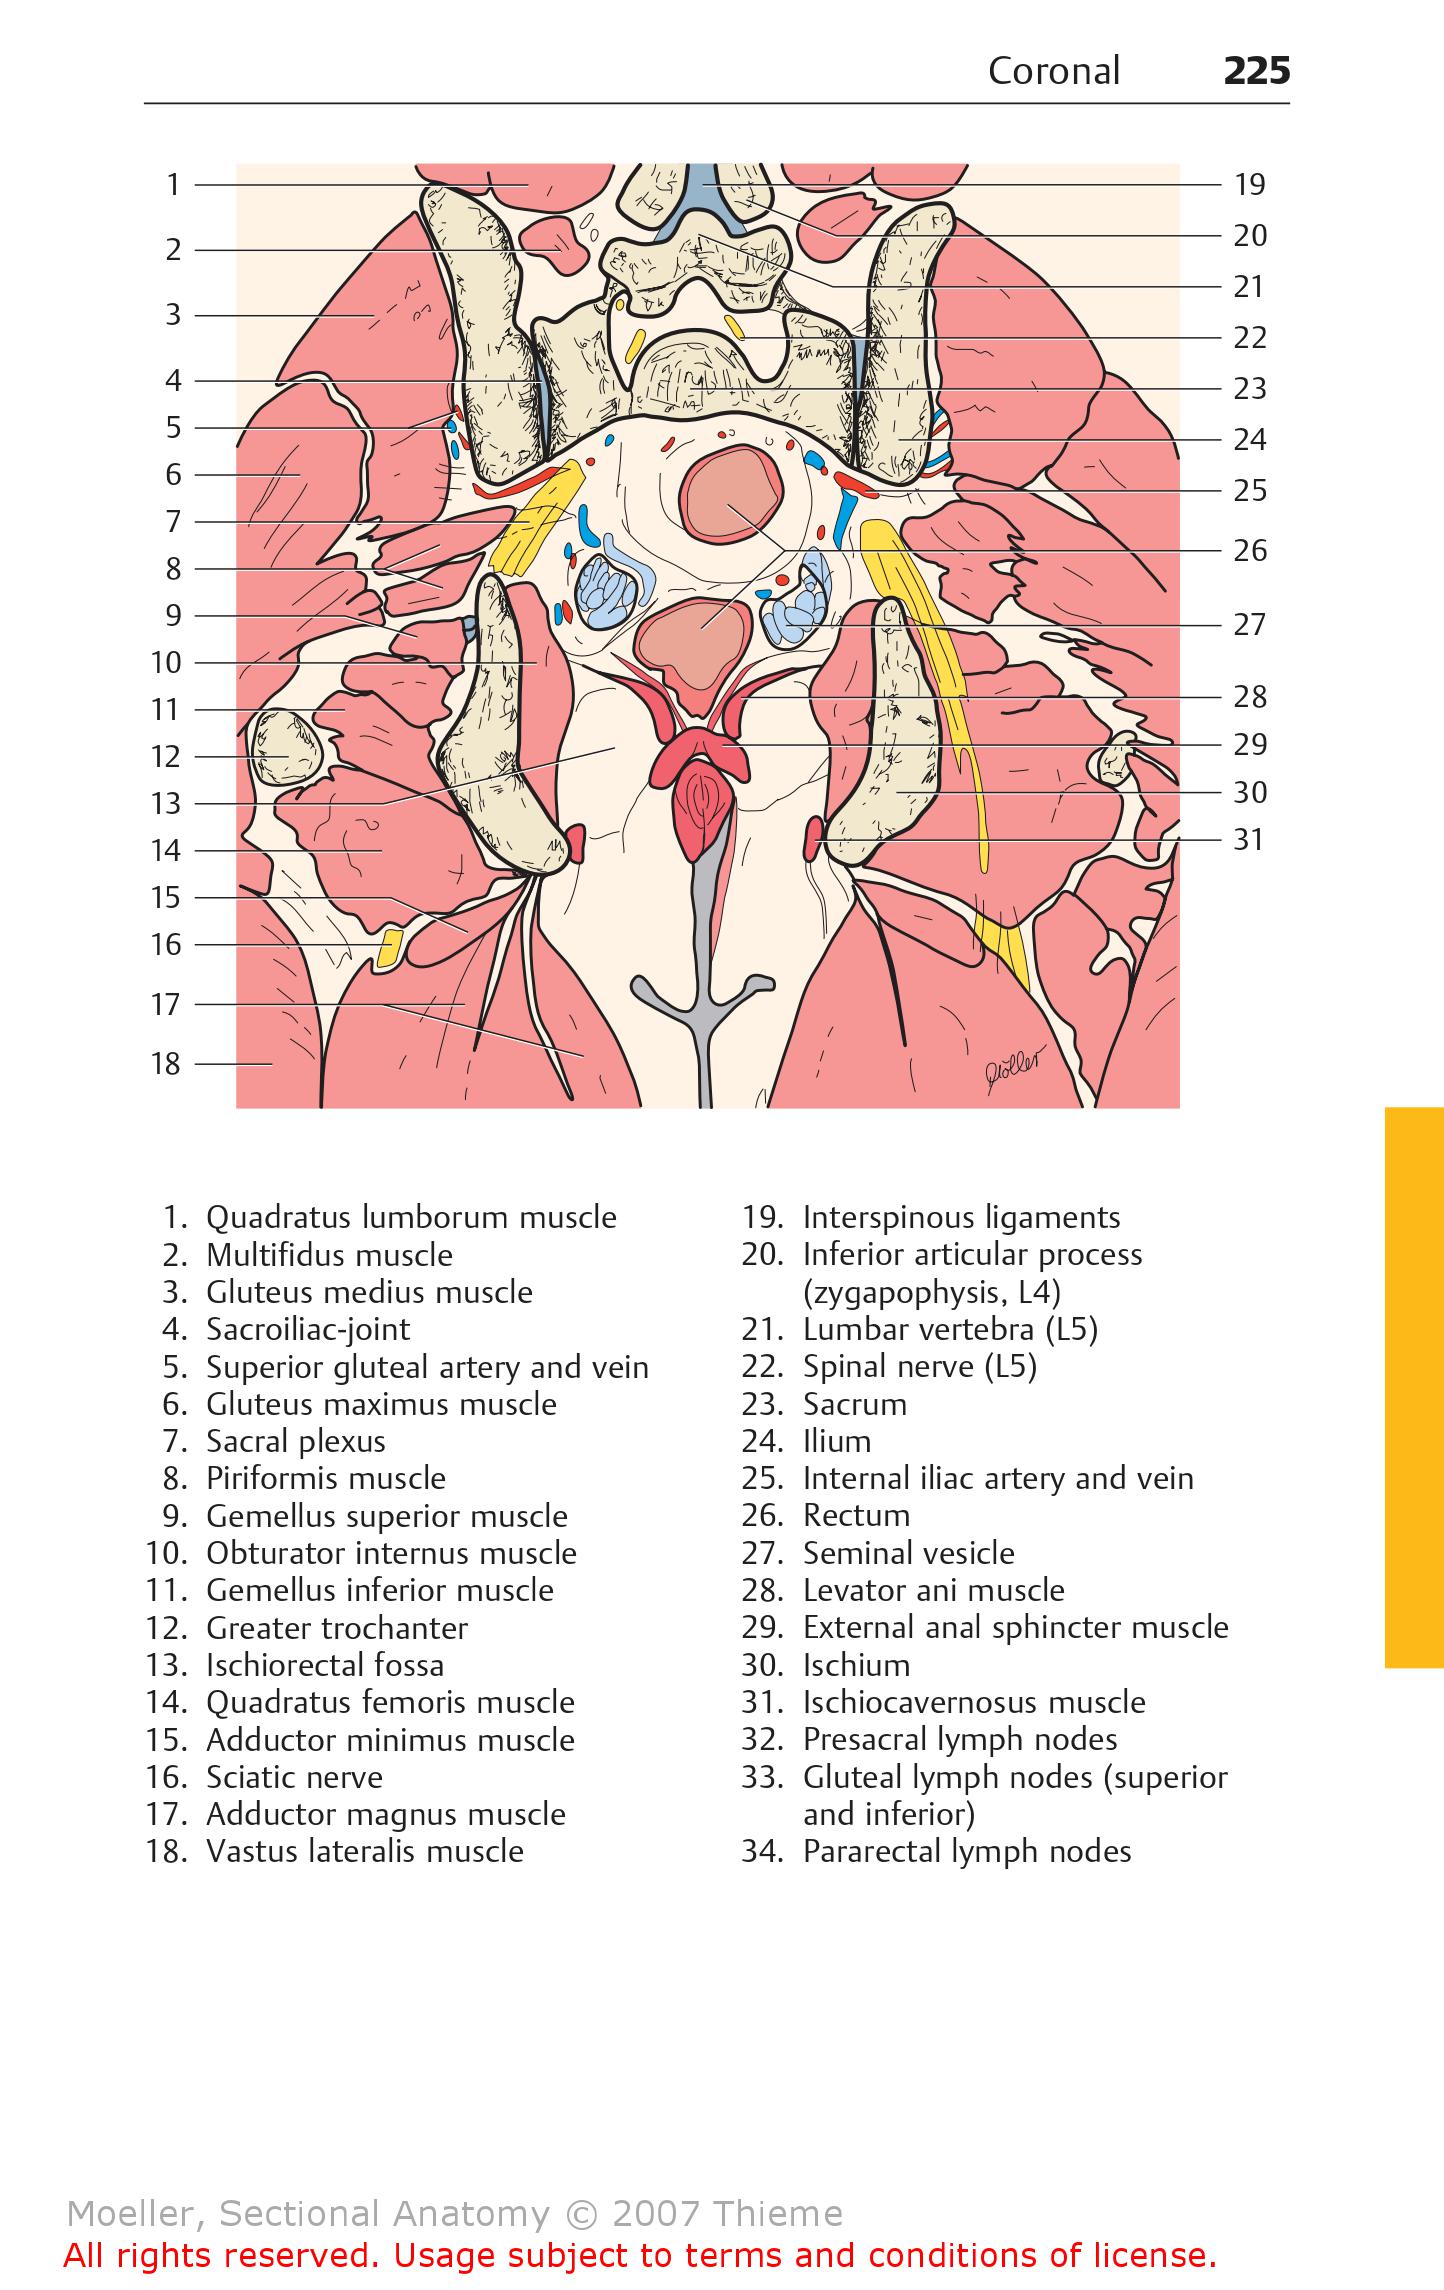 Coronal 225
1
2
3
4
5
6
7
8
9
10
11
12
13
14
15
16
17
18
19
20
21
22
23
24
25
26
27
28
29
30
31
1. Quadratus lumborum muscle
2. Multifidus muscle
3. Gluteus medius muscle
4. Sacroiliac-joint
5. Superior gluteal artery and vein
6. Gluteus maximus muscle
7. Sacral plexus
8. Piriformis muscle
9. Gemellus superior muscle
10. Obturator internus muscle
11. Gemellus inferior muscle
12. Greater trochanter
13. Ischiorectal fossa
14. Quadratus femoris muscle
15. Adductor minimus muscle
16. Sciatic nerve
17. Adductor magnus muscle
18. Vastus lateralis muscle
19. Interspinous ligaments
20. Inferior articular process
(zygapophysis, L4)
21. Lumbar vertebra (L5)
22. Spinal nerve (L5)
23. Sacrum
24. Ilium
25. Internal iliac artery and vein
26. Rectum
27. Seminal vesicle
28. Levator ani muscle
29. External anal sphincter muscle
30. Ischium
31. Ischiocavernosus muscle
32. Presacral lymph nodes
33. Gluteal lymph nodes (superior
and inferior)
34. Pararectal lymph nodes
Moeller, Sectional Anatomy © 2007 Thieme
All rights reserved. Usage subject to terms and conditions of license.